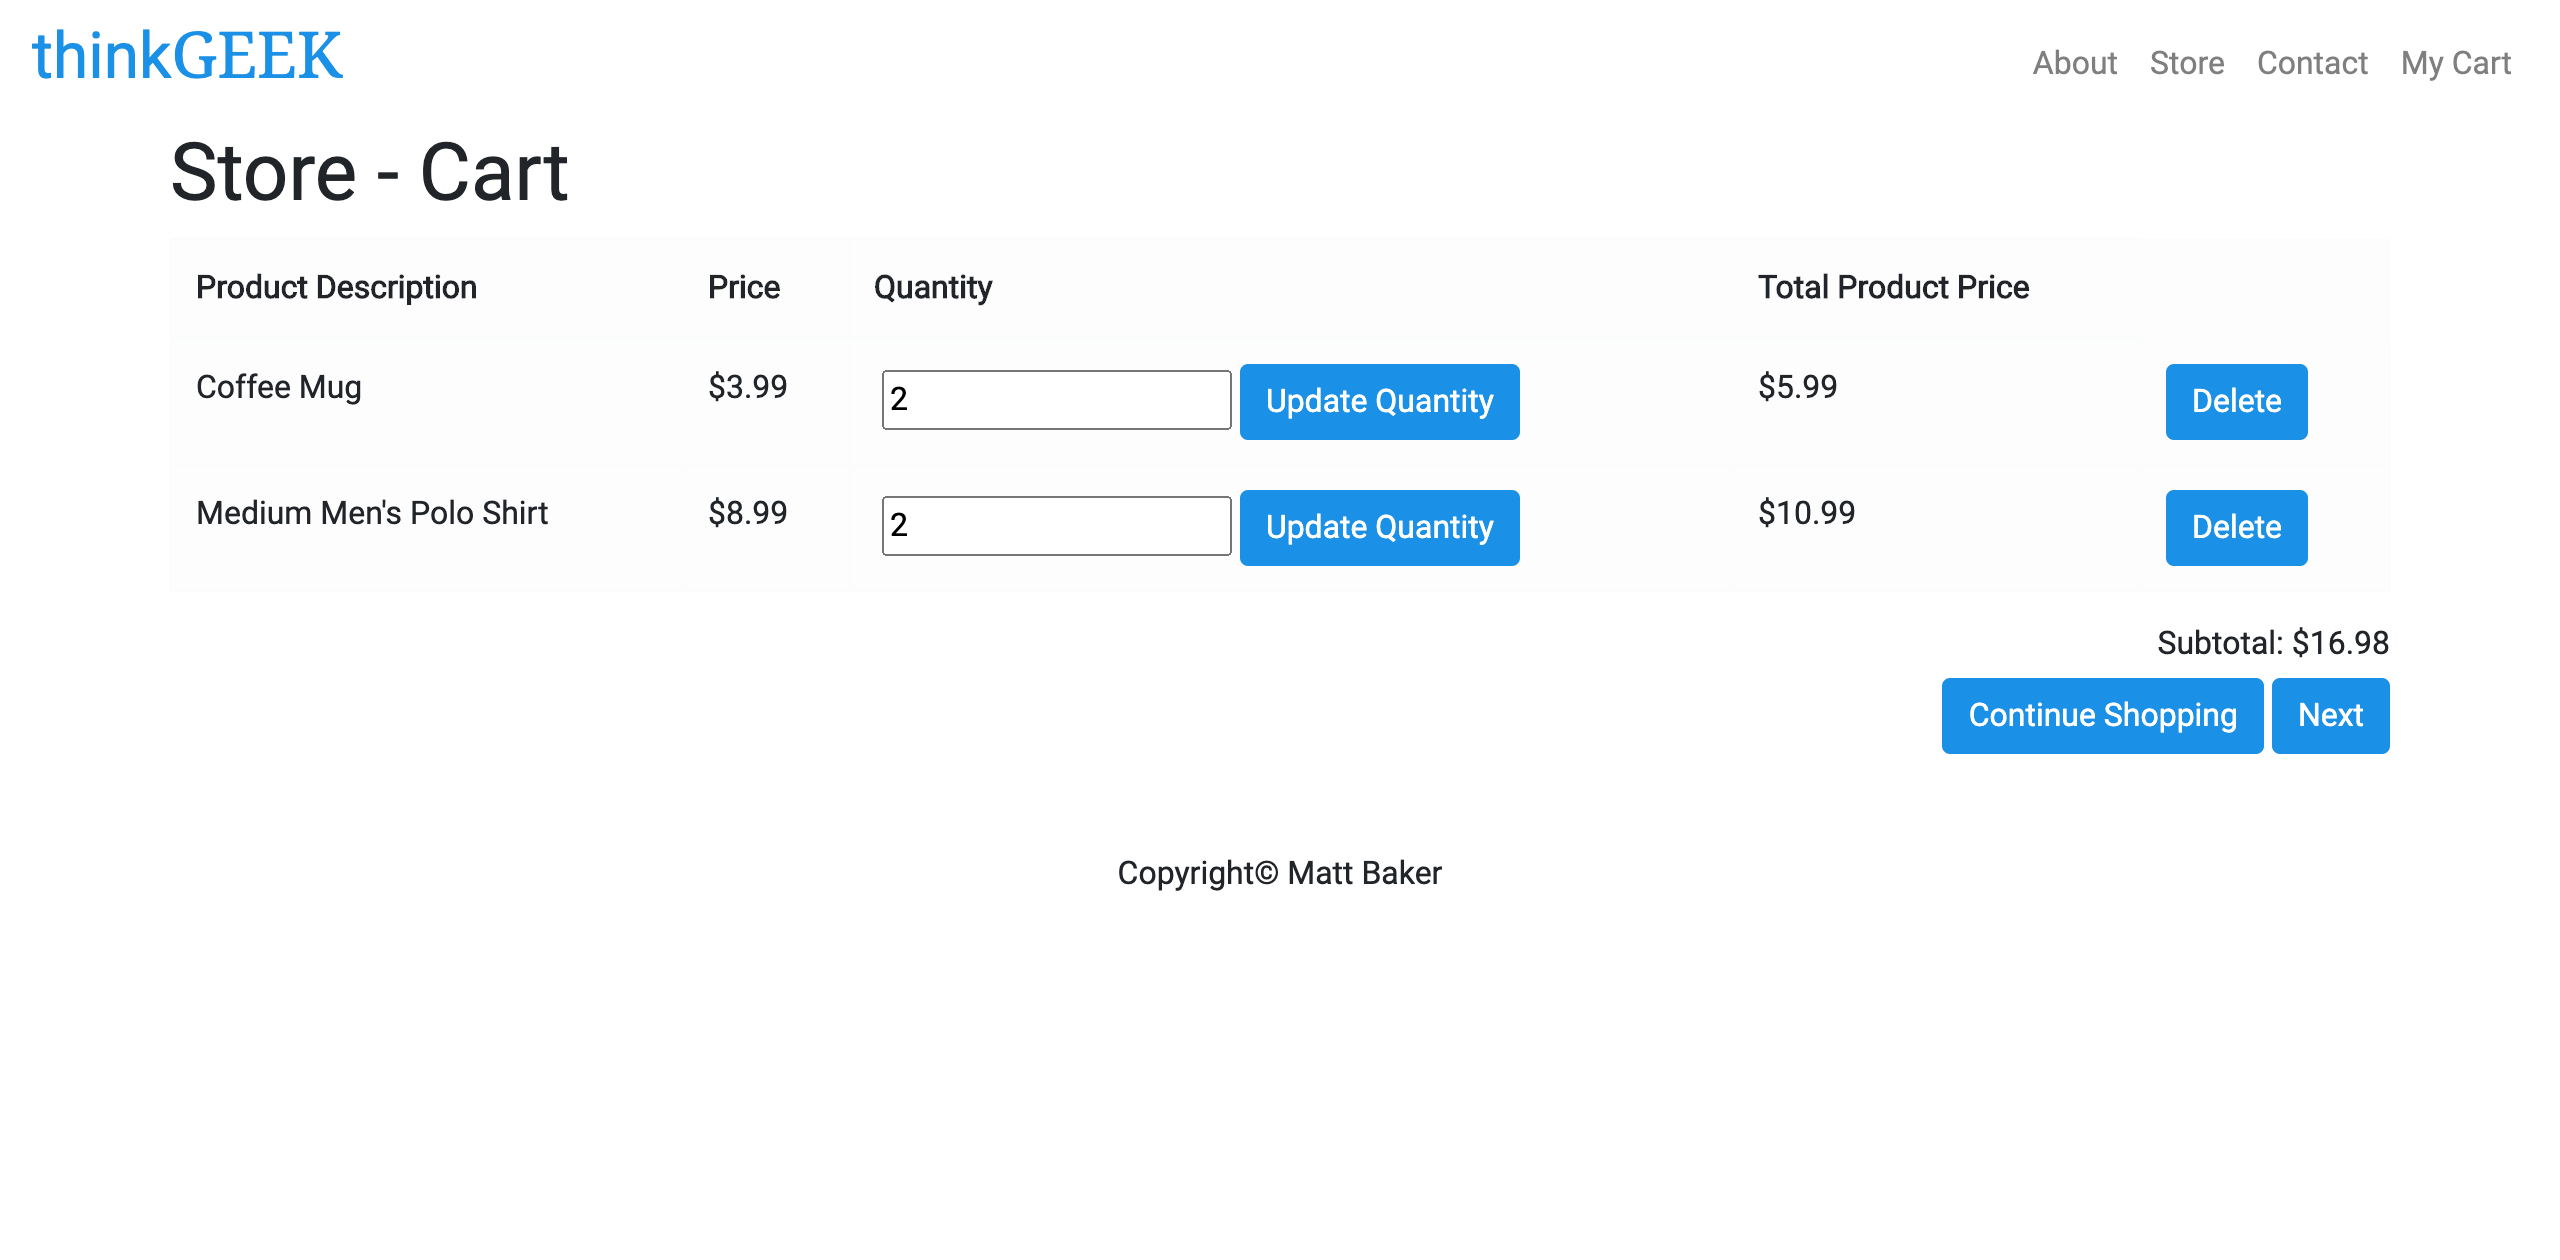 thinkGEEK
About Store Contact My Cart
Store - Cart
Product Description Price Quantity Total Product Price
Coffee Mug $3.99 2 Update Quantity $5.99 Delete
Medium Men's Polo Shirt $8.99 2 Update Quantity $10.99 Delete
Subtotal: $16.98
Continue Shopping Next
Copyright© Matt Baker